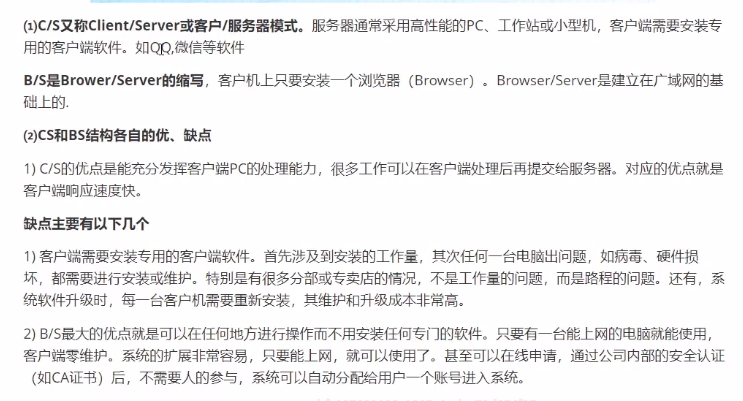 ⑴C/S又称Client/Server或客户/服务器模式。服务器通常采用高性能的PC、工作站或小型机，客户端需要安装专
用的客户端软件。如QQ,微信等软件
B/S是Brower/Server的缩写，客户机上只要安装一个浏览器（Browser）。Browser/Server是建立在广域网的基
础上的.
⑵CS和BS结构各自的优、缺点
1) C/S的优点是能充分发挥客户端PC的处理能力，很多工作可以在客户端处理后再提交给服务器。对应的优点就是
客户端响应速度快。
缺点主要有以下几个
1) 客户端需要安装专用的客户端软件。首先涉及到安装的工作量，其次任何一台电脑出问题，如病毒、硬件损
坏，都需要进行安装或维护。特别是有很多分部或专卖店的情况，不是工作量的问题，而是路程的问题。还有，系
统软件升级时，每一台客户机需要重新安装，其维护和升级成本非常高。
2) B/S最大的优点就是可以在任何地方进行操作而不用安装任何专门的软件。只要有一台能上网的电脑就能使用，
客户端零维护。系统的扩展非常容易，只要能上网，就可以使用了。甚至可以在线申请，通过公司内部的安全认证
（如CA证书）后，不需要人的参与，系统可以自动分配给用户一个账号进入系统。